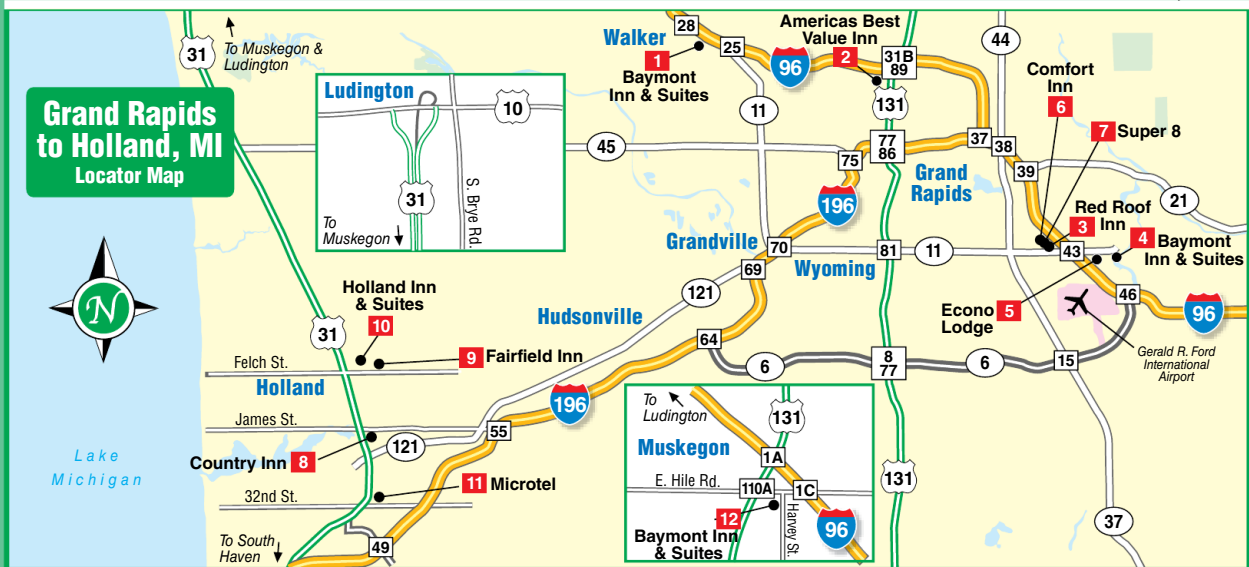 Grand Rapids
to Holland, MI
Locator Map
31
To Muskegon &
Ludington
Ludington
10
31
S. Brye Rd.
To
Muskegon
28
Walker
1
Baymont
Inn & Suites
25
96
11
Americas Best
Value Inn
2
31B
89
131
44
Comfort
Inn
6
7 Super 8
45
75
77
86
37
38
39
Grand
Rapids
196
21
Red Roof
Inn
3
4
Baymont
Inn & Suites
43
Grandville
70
Wyoming
81
11
69
121
Hudsonville
Econo
Lodge
5
46
96
Gerald R. Ford
International
Airport
64
6
8
77
6
15
Holland Inn
& Suites
10
31
9 Fairfield Inn
Felch St.
Holland
196
James St.
55
121
Country Inn 8
Lake
Michigan
11 Microtel
32nd St.
49
To South
Haven
N
To
Ludington
131
Muskegon
1A
E. Hile Rd.
110A
1C
12
Baymont Inn
& Suites
Harvey St.
96
131
37